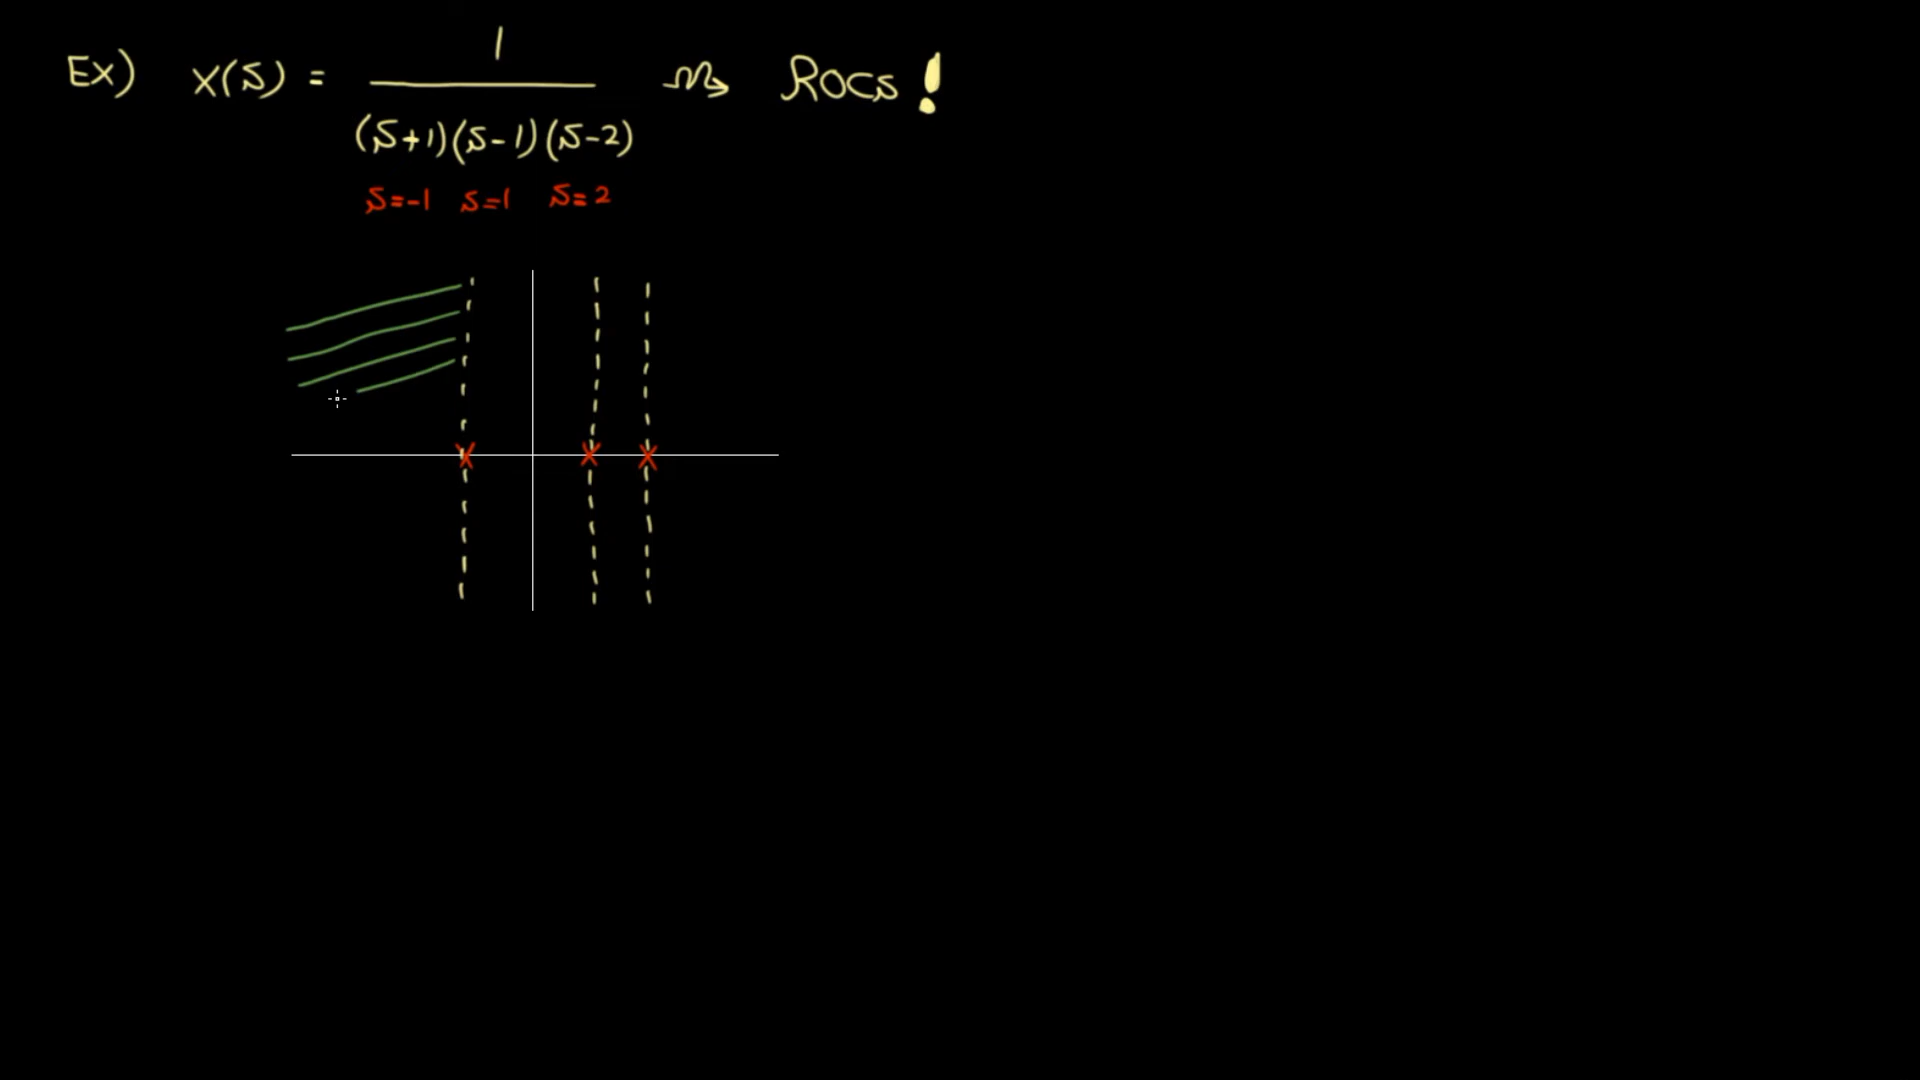 Ex) X(s) = 1 / (s+1)(s-1)(s-2) ⇝ ROCs!
s=-1 s=1 s=2